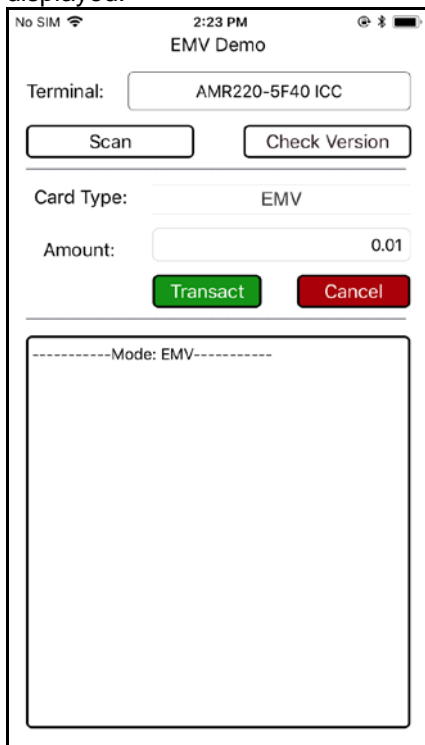 displayed.
No SIM 2:23 PM
EMV Demo
Terminal: AMR220-5F40 ICC
Scan Check Version
Card Type: EMV
Amount: 0.01
Transact Cancel
-----------Mode: EMV-----------